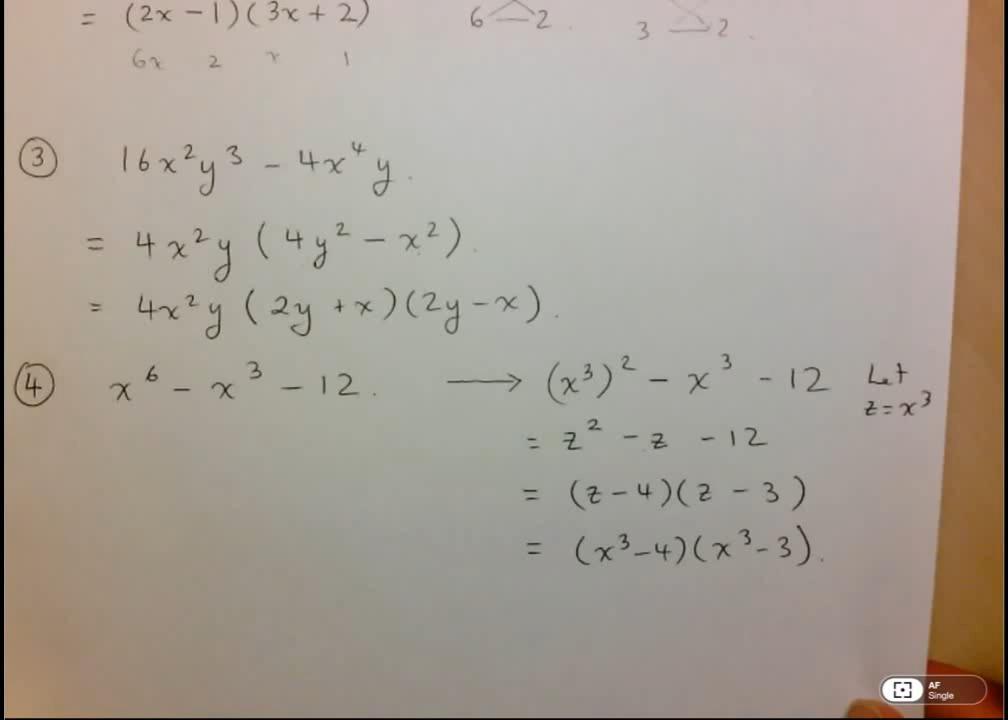 = (2x - 1)(3x + 2) 6 2. 3 2.
6x 2 x 1
③ 16x²y³ - 4x⁴y.
= 4x²y (4y² - x²).
= 4x²y (2y + x)(2y - x).
④ x⁶ - x³ - 12. ⟶ (x³)² - x³ - 12 Let
z = x³
= z² - z - 12
= (z - 4)(z - 3)
= (x³ - 4)(x³ - 3).
AF
Single